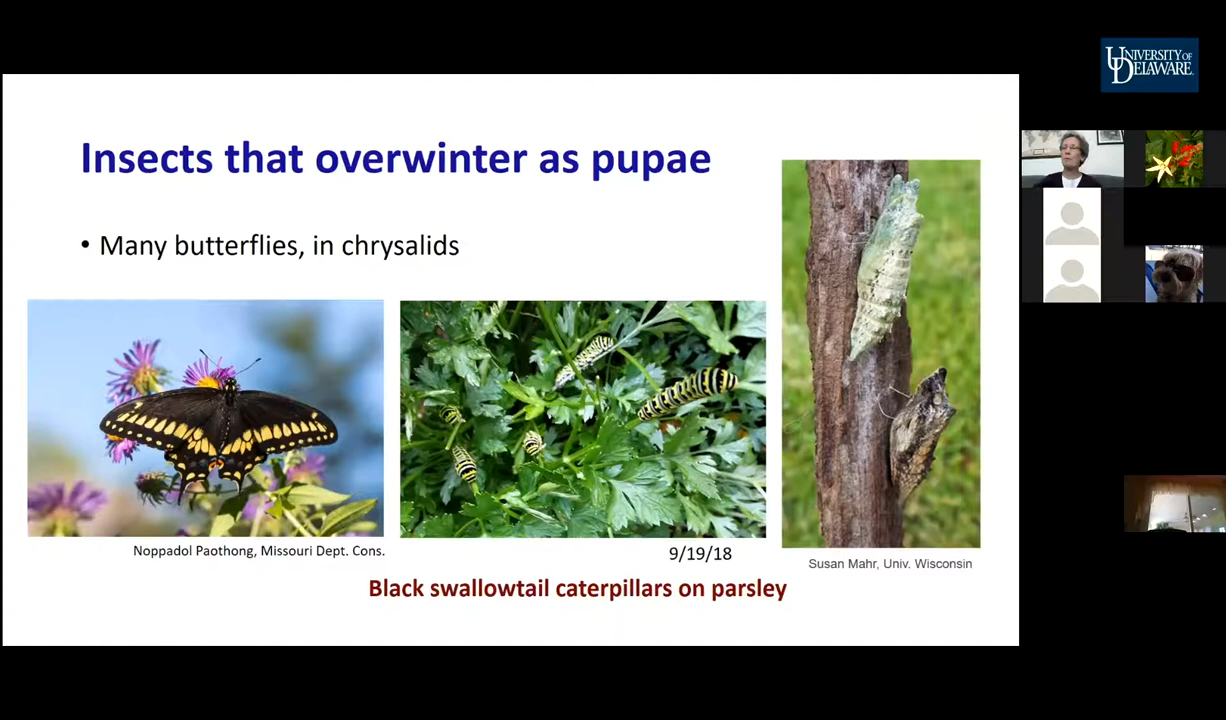 UNIVERSITY OF
DELAWARE
Insects that overwinter as pupae
• Many butterflies, in chrysalids
Noppadol Paothong, Missouri Dept. Cons.
9/19/18
Susan Mahr, Univ. Wisconsin
Black swallowtail caterpillars on parsley